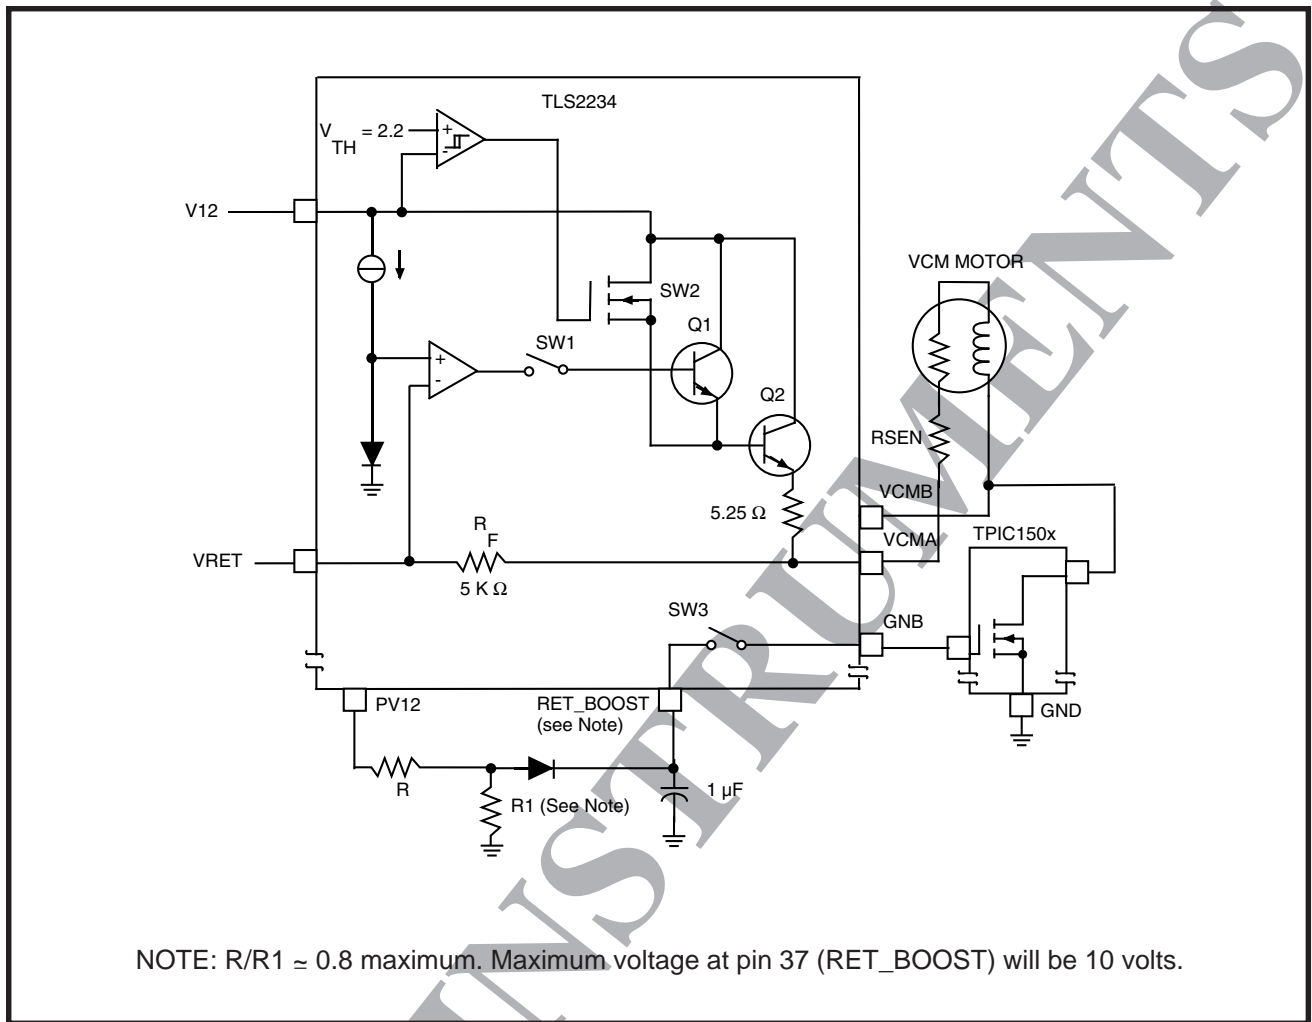 TLS2234
V
TH
= 2.2
+
-
V12
SW2
VCM MOTOR
Q1
SW1
+
-
Q2
RSEN
VCMB
5.25 Ω
R
F
VCMA
TPIC150x
VRET
5 K Ω
SW3
GNB
PV12
RET_BOOST
(see Note)
GND
R
R1 (See Note)
1 µF
NOTE: R/R1 ≃ 0.8 maximum. Maximum voltage at pin 37 (RET_BOOST) will be 10 volts.
INSTRUMENTS